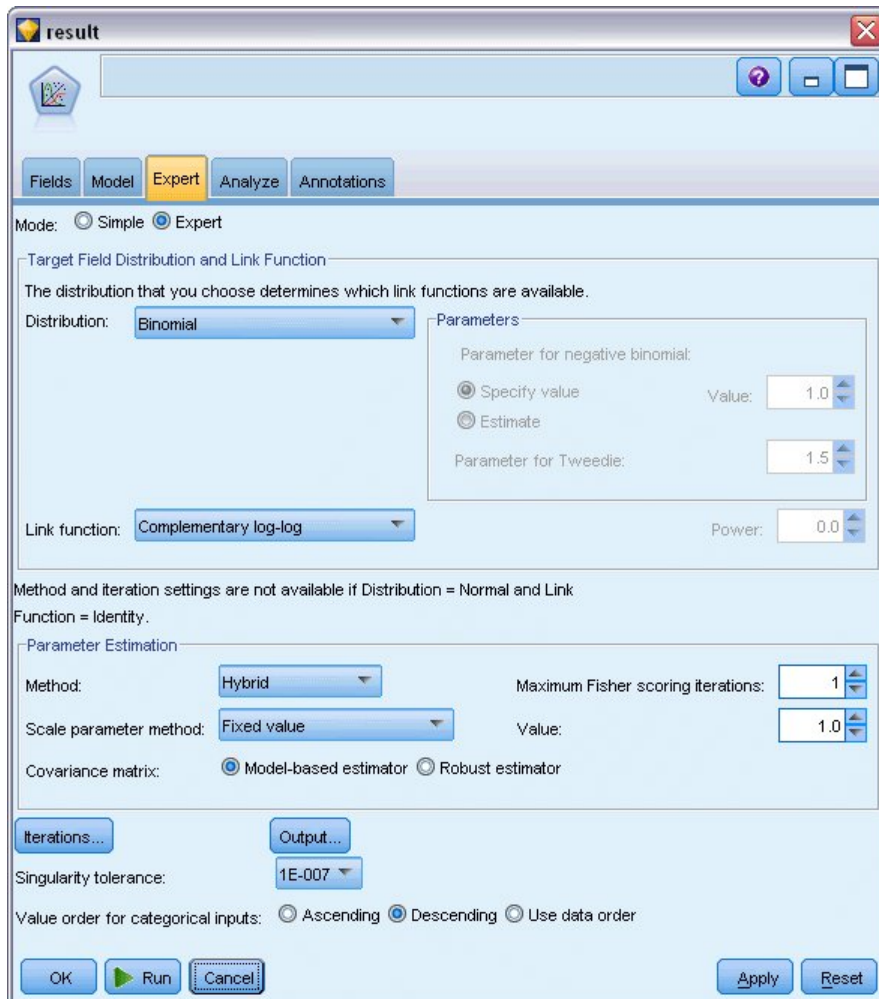 result
Fields Model Expert Analyze Annotations
Mode: Simple Expert
Target Field Distribution and Link Function
The distribution that you choose determines which link functions are available.
Distribution: Binomial
Parameters
Parameter for negative binomial:
Specify value Value: 1.0
Estimate
Parameter for Tweedie: 1.5
Link function: Complementary log-log Power: 0.0
Method and iteration settings are not available if Distribution = Normal and Link
Function = Identity.
Parameter Estimation
Method: Hybrid Maximum Fisher scoring iterations: 1
Scale parameter method: Fixed value Value: 1.0
Covariance matrix: Model-based estimator Robust estimator
Iterations... Output...
Singularity tolerance: 1E-007
Value order for categorical inputs: Ascending Descending Use data order
OK Run Cancel Apply Reset